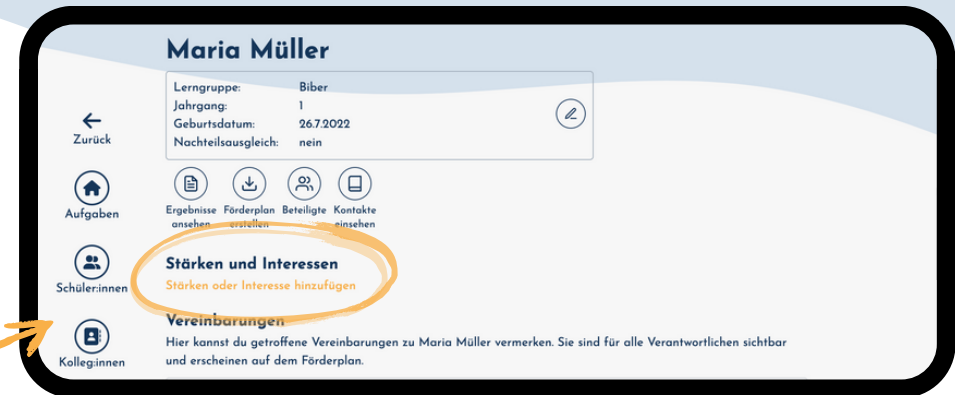 Maria Müller
Lerngruppe: Biber
Jahrgang: 1
Geburtsdatum: 26.7.2022
Nachteilsausgleich: nein
Zurück
Aufgaben
Schüler:innen
Kolleg:innen
Ergebnisse ansehen
Förderplan erstellen
Beteiligte
Kontakte einsehen
Stärken und Interessen
Stärken oder Interesse hinzufügen
Vereinbarungen
Hier kannst du getroffene Vereinbarungen zu Maria Müller vermerken. Sie sind für alle Verantwortlichen sichtbar
und erscheinen auf dem Förderplan.